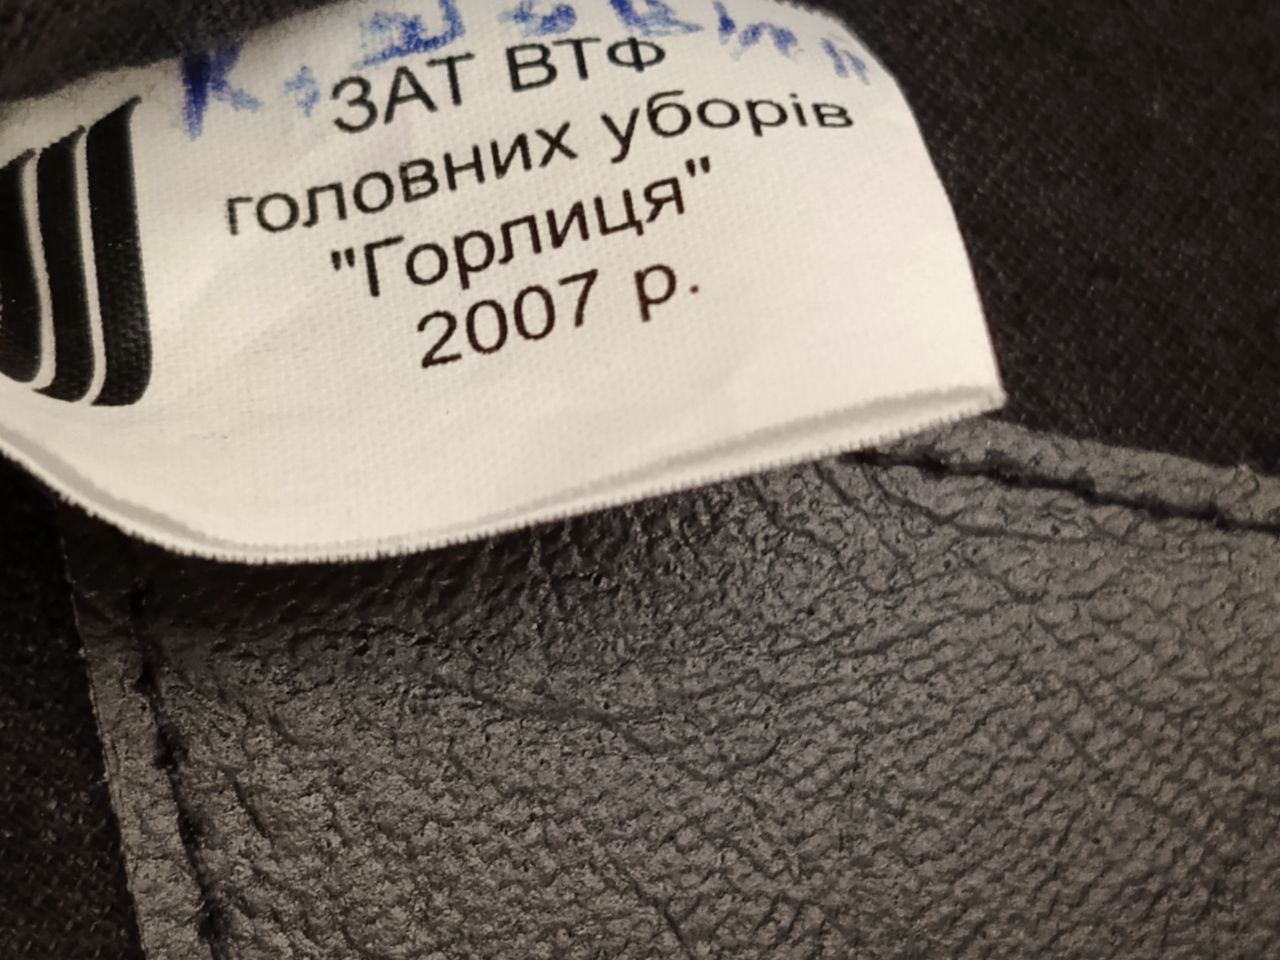 ЗАТ ВТФ
головних уборів
"Горлиця"
2007 р.